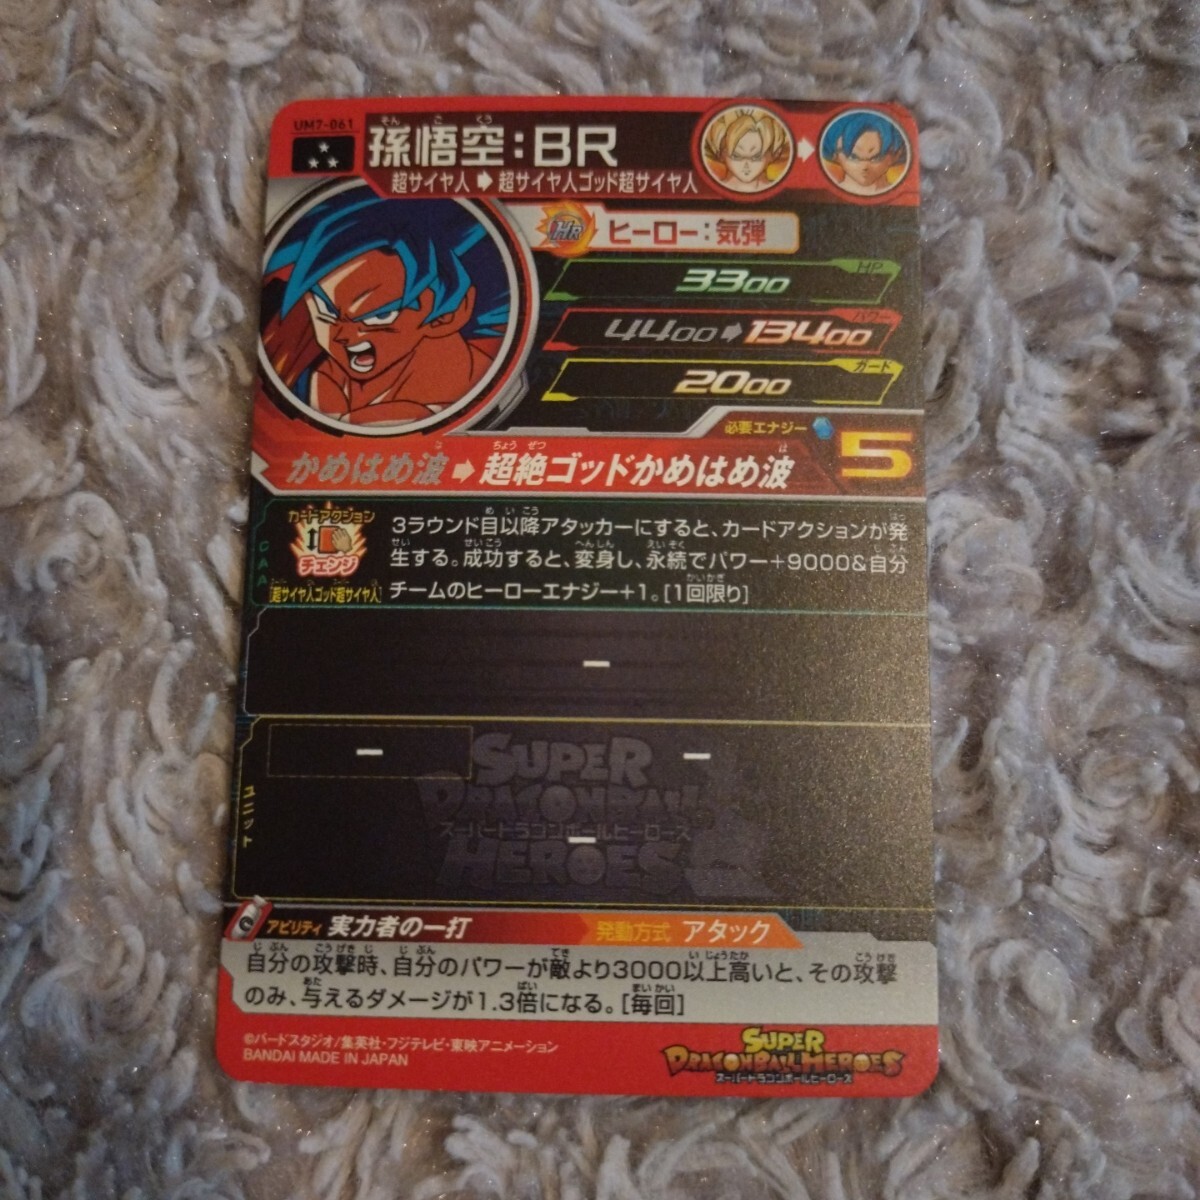 UM7-061
孫悟空:BR
そん ご くう
超サイヤ人➡超サイヤ人ゴッド超サイヤ人
HR ヒーロー:気弾
HP
3300
パワー
4400➡13400
ガード
2000
必要エナジー 5
かめはめ波➡超絶ゴッドかめはめ波
カードアクション
チェンジ
[超サイヤ人ゴッド超サイヤ人]
CAA
3ラウンド目以降アタッカーにすると、カードアクションが発
生する。成功すると、変身し、永続でパワー+9000&自分
チームのヒーローエナジー+1。[1回限り]
ー
ユニット
ー ー
ー
SUPER
DRAGONBALL
スーパードラゴンボールヒーローズ
HEROES
アビリティ 実力者の一打 発動方式 アタック
自分の攻撃時、自分のパワーが敵より3000以上高いと、その攻撃
のみ、与えるダメージが1.3倍になる。[毎回]
©バードスタジオ/集英社・フジテレビ・東映アニメーション
BANDAI MADE IN JAPAN
SUPER
DRAGONBALL HEROES
スーパードラゴンボールヒーローズ